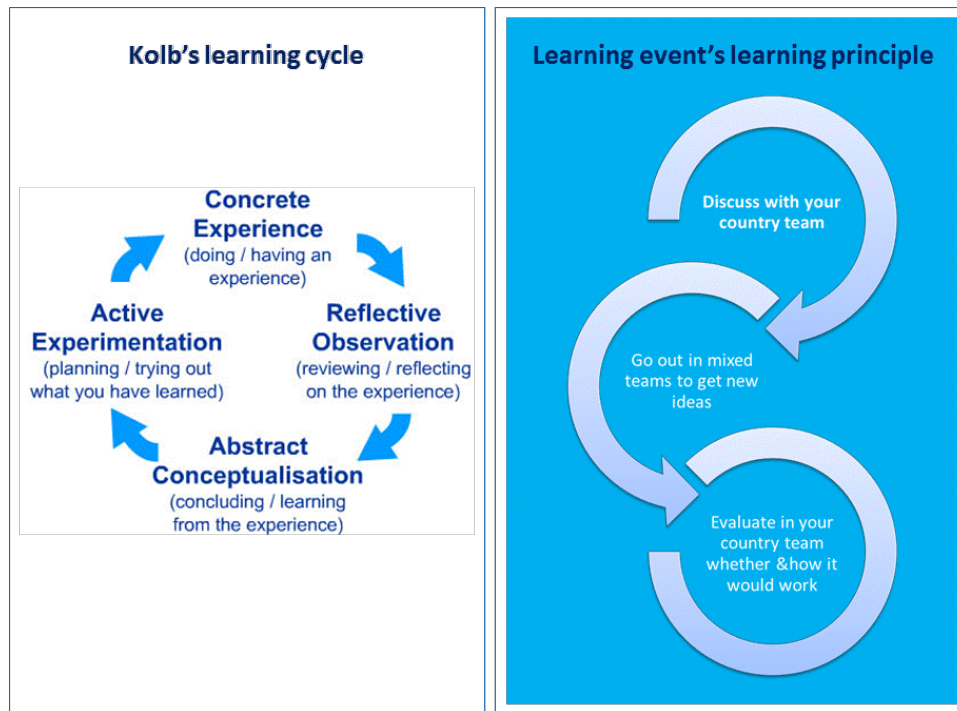 Kolb's learning cycle
Concrete
Experience
(doing / having an
experience)
Reflective
Observation
(reviewing / reflecting
on the experience)
Abstract
Conceptualisation
(concluding / learning
from the experience)
Active
Experimentation
(planning / trying out
what you have learned)
Learning event's learning principle
Discuss with your
country team
Go out in mixed
teams to get new
ideas
Evaluate in your
country team
whether &how it
would work